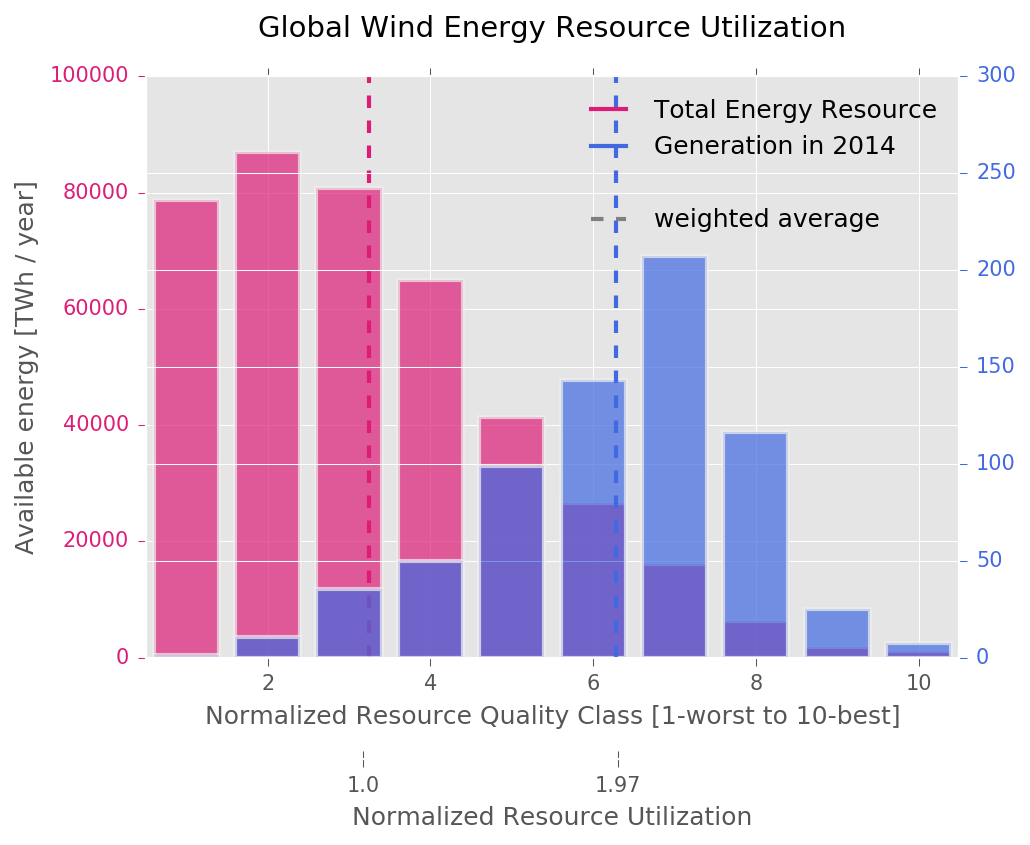 Global Wind Energy Resource Utilization
100000
80000
60000
40000
20000
0
Available energy [TWh / year]
300
250
200
150
100
50
0
Total Energy Resource
Generation in 2014
weighted average
2 4 6 8 10
Normalized Resource Quality Class [1-worst to 10-best]
1.0 1.97
Normalized Resource Utilization